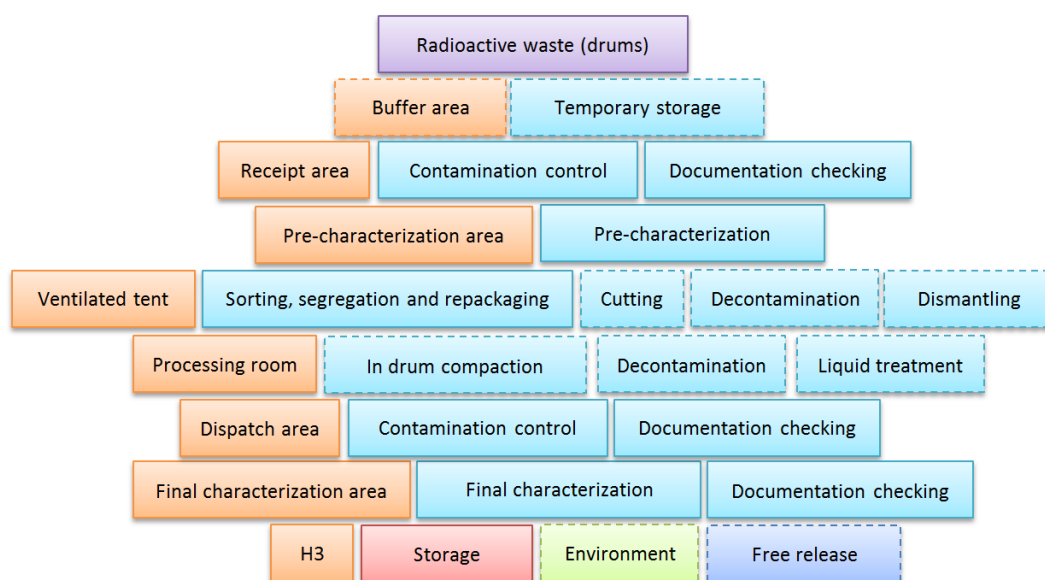 Radioactive waste (drums)
Buffer area Temporary storage
Receipt area Contamination control Documentation checking
Pre-characterization area Pre-characterization
Ventilated tent Sorting, segregation and repackaging Cutting Decontamination Dismantling
Processing room In drum compaction Decontamination Liquid treatment
Dispatch area Contamination control Documentation checking
Final characterization area Final characterization Documentation checking
H3 Storage Environment Free release